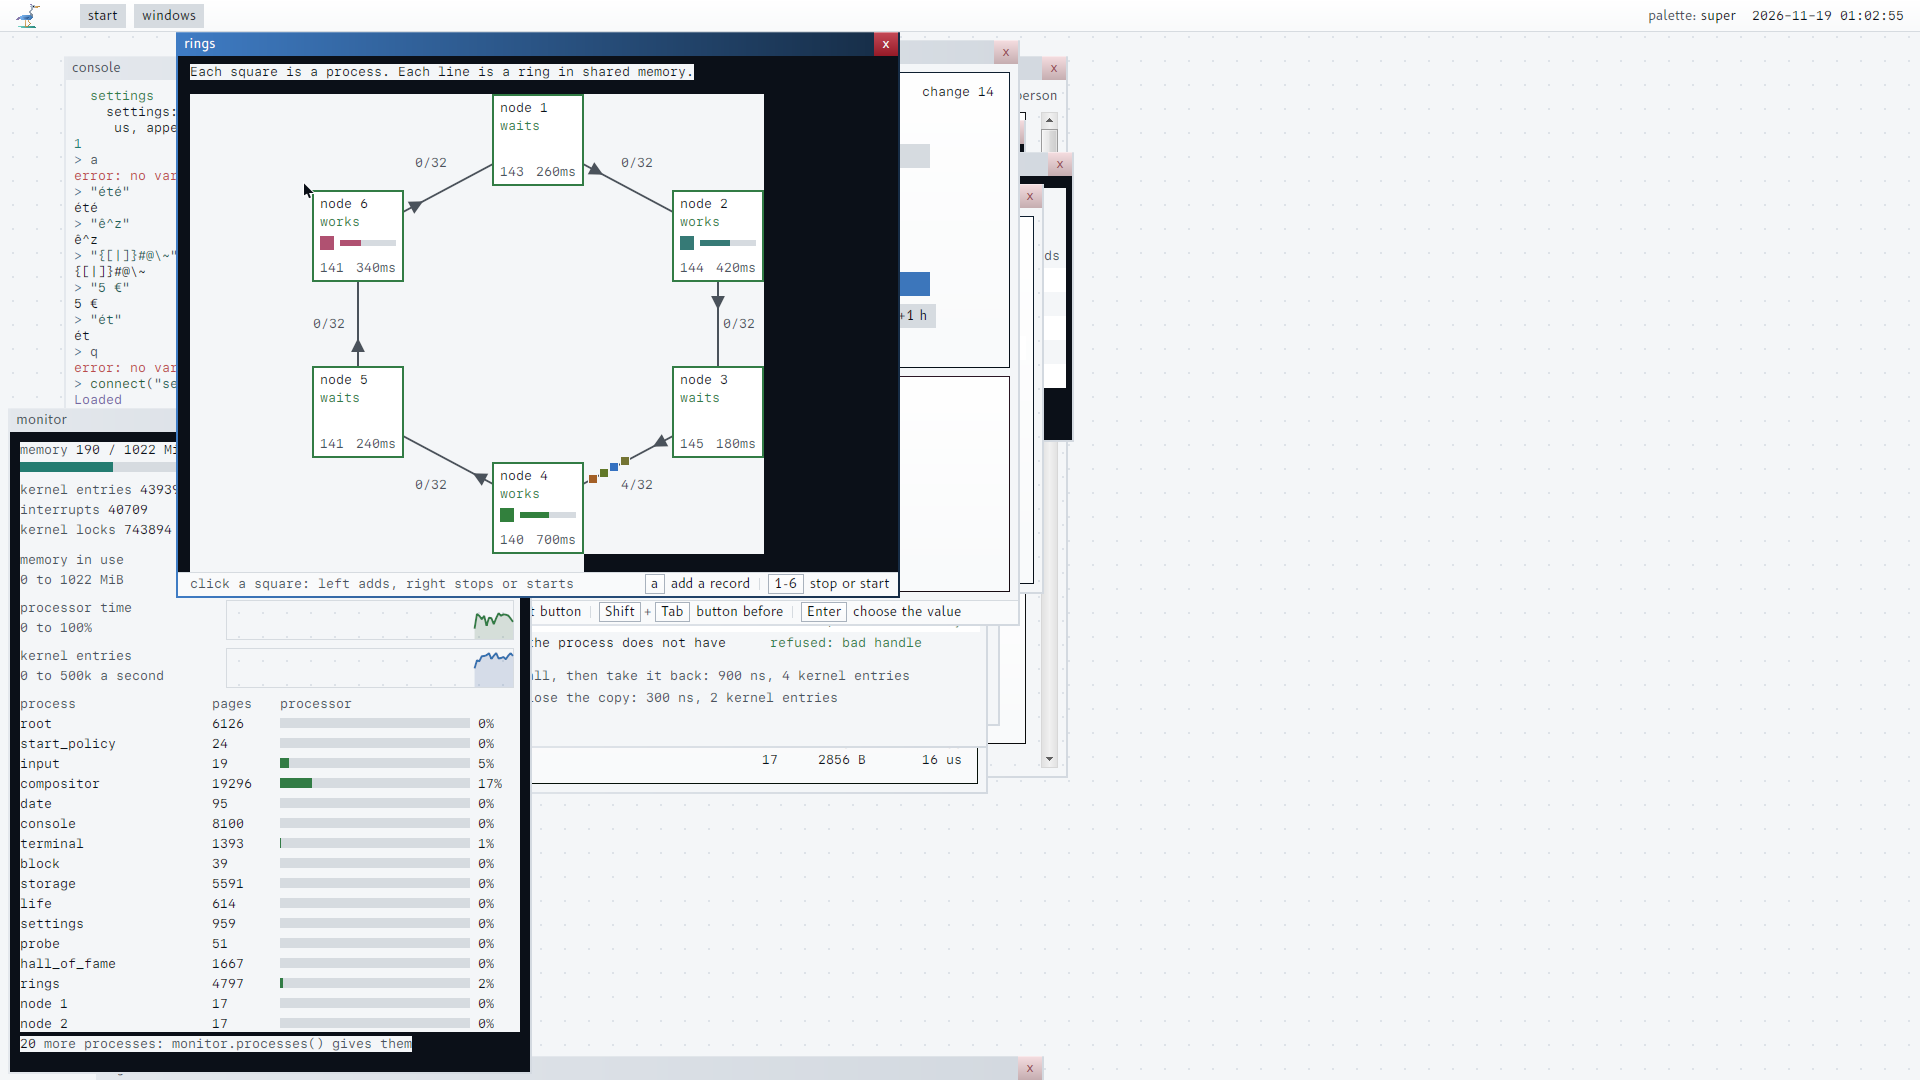 start
windows
palette: super
2026-11-19 01:02:55
rings
x
Each square is a process. Each line is a ring in shared memory.
node 1
waits
143 260ms
0/32
0/32
node 6
works
141 340ms
node 2
works
144 420ms
0/32
0/32
node 5
waits
141 240ms
node 3
waits
145 180ms
0/32
4/32
node 4
works
140 700ms
click a square: left adds, right stops or starts
a add a record
1-6 stop or start
console
settings
settings:
us, appe
1
> a
error: no var
> "été"
été
> "ê^z"
ê^z
> "{[|]}#@\~"
{[|]}#@\~
> "5 €"
5 €
> "ét"
ét
> q
error: no var
> connect("se
Loaded
monitor
memory 190 / 1022 Mi
kernel entries 43939
interrupts 40709
kernel locks 743894
memory in use
0 to 1022 MiB
processor time
0 to 100%
kernel entries
0 to 500k a second
process pages processor
root 6126 0%
start_policy 24 0%
input 19 5%
compositor 19296 17%
date 95 0%
console 8100 0%
terminal 1393 1%
block 39 0%
storage 5591 0%
life 614 0%
settings 959 0%
probe 51 0%
hall_of_fame 1667 0%
rings 4797 2%
node 1 17 0%
node 2 17 0%
20 more processes: monitor.processes() gives them
x
change 14
+1 h
x
erson
x
ds
x
t button
Shift + Tab button before
Enter choose the value
the process does not have refused: bad handle
all, then take it back: 900 ns, 4 kernel entries
lose the copy: 300 ns, 2 kernel entries
17 2856 B 16 us
x